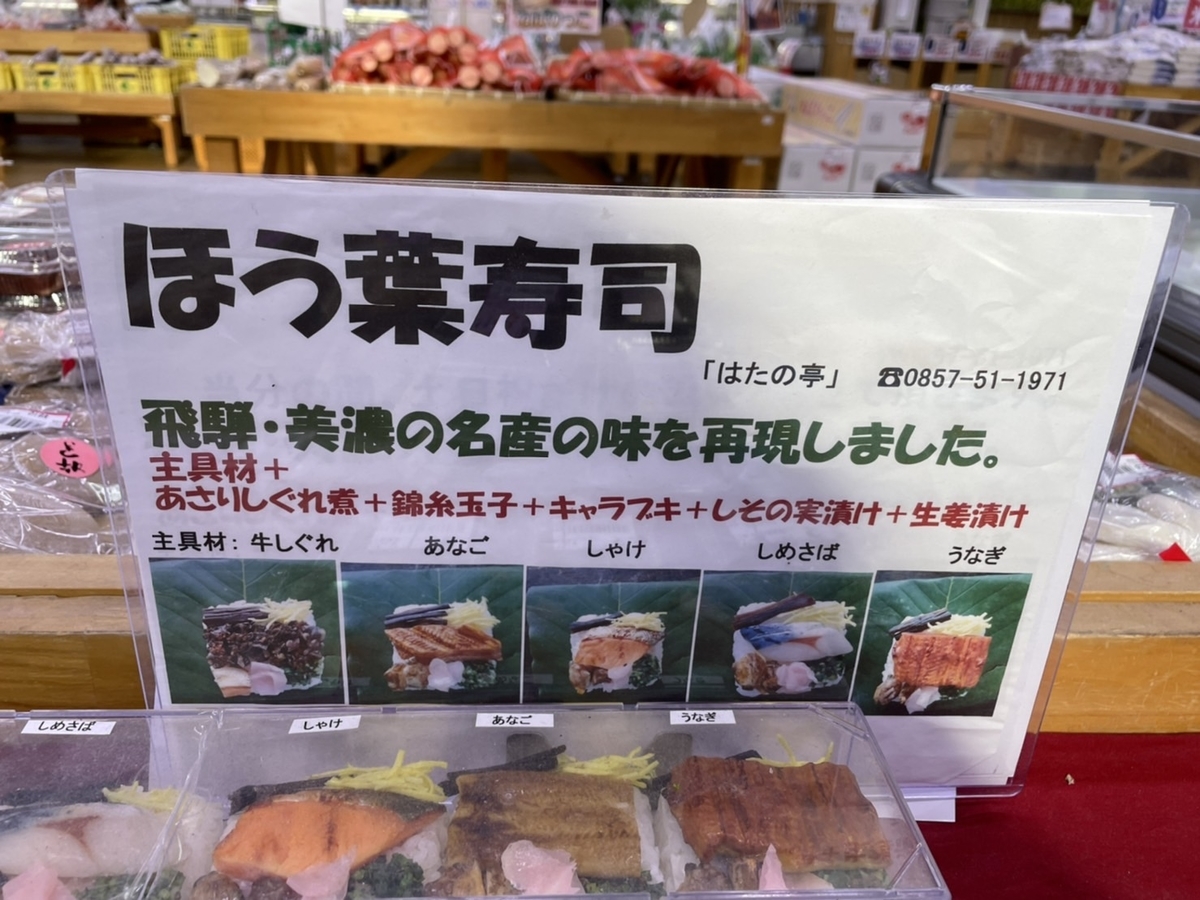 ほう葉寿司
「はたの亭」 ☎0857-51-1971
飛騨・美濃の名産の味を再現しました。
主具材＋
あさりしぐれ煮＋錦糸玉子＋キャラブキ＋しその実漬け＋生姜漬け
主具材：牛しぐれ あなご しゃけ しめさば うなぎ
しめさば しゃけ あなご うなぎ